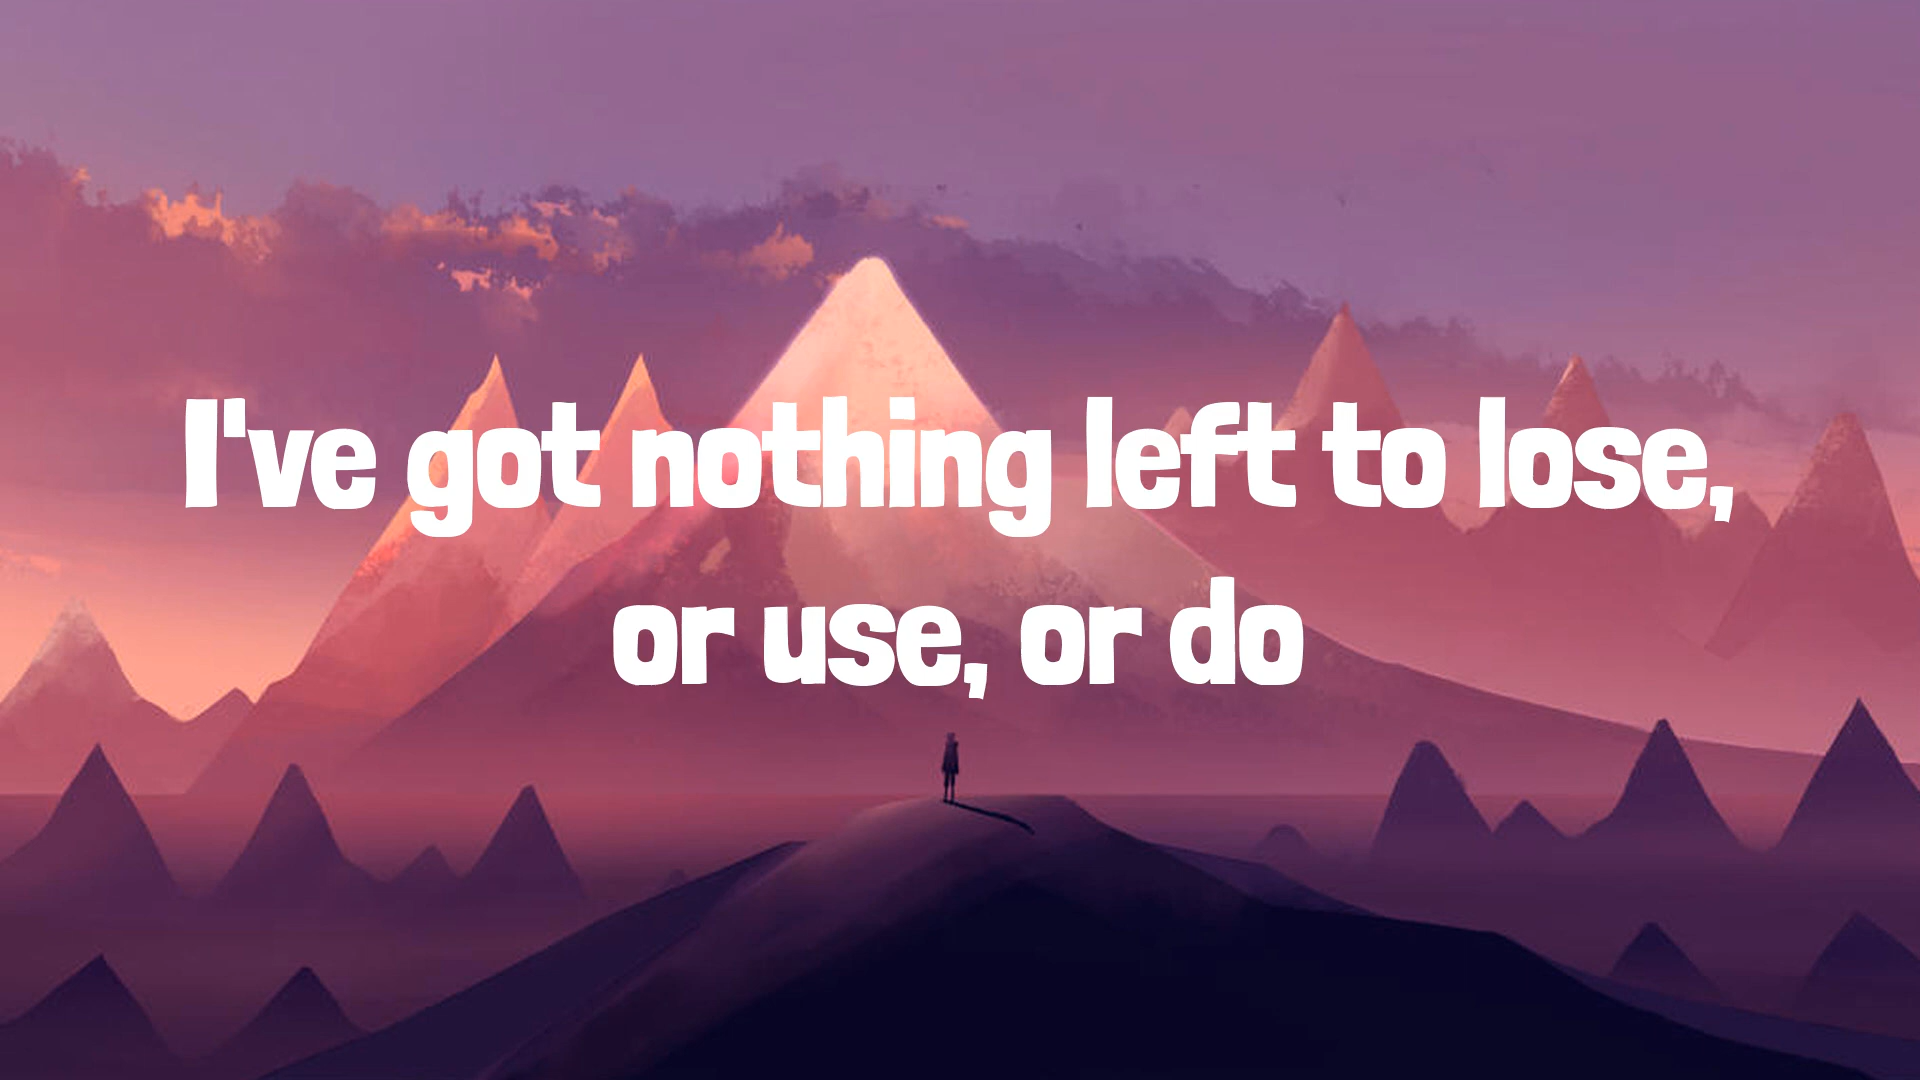 I've got nothing left to lose,
or use, or do